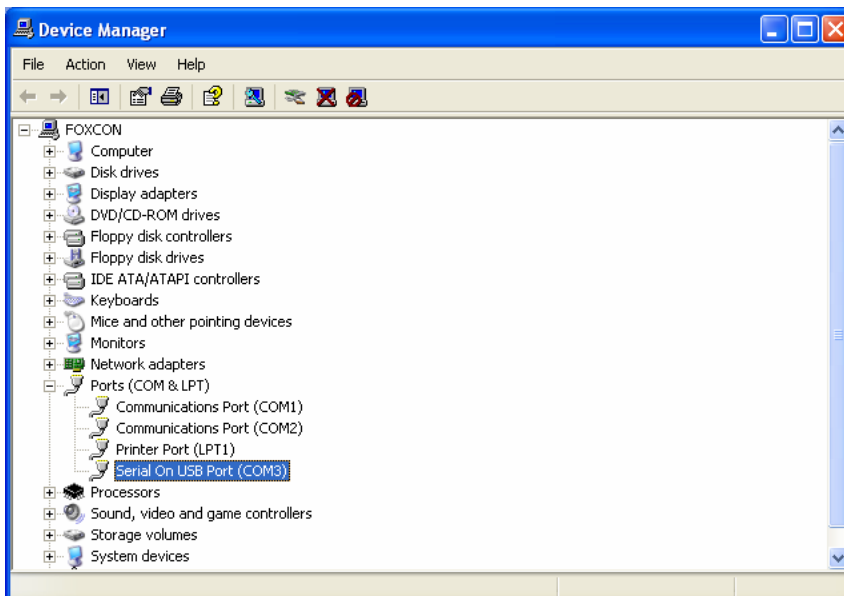 Device Manager
File Action View Help
FOXCON
Computer
Disk drives
Display adapters
DVD/CD-ROM drives
Floppy disk controllers
Floppy disk drives
IDE ATA/ATAPI controllers
Keyboards
Mice and other pointing devices
Monitors
Network adapters
Ports (COM & LPT)
Communications Port (COM1)
Communications Port (COM2)
Printer Port (LPT1)
Serial On USB Port (COM3)
Processors
Sound, video and game controllers
Storage volumes
System devices